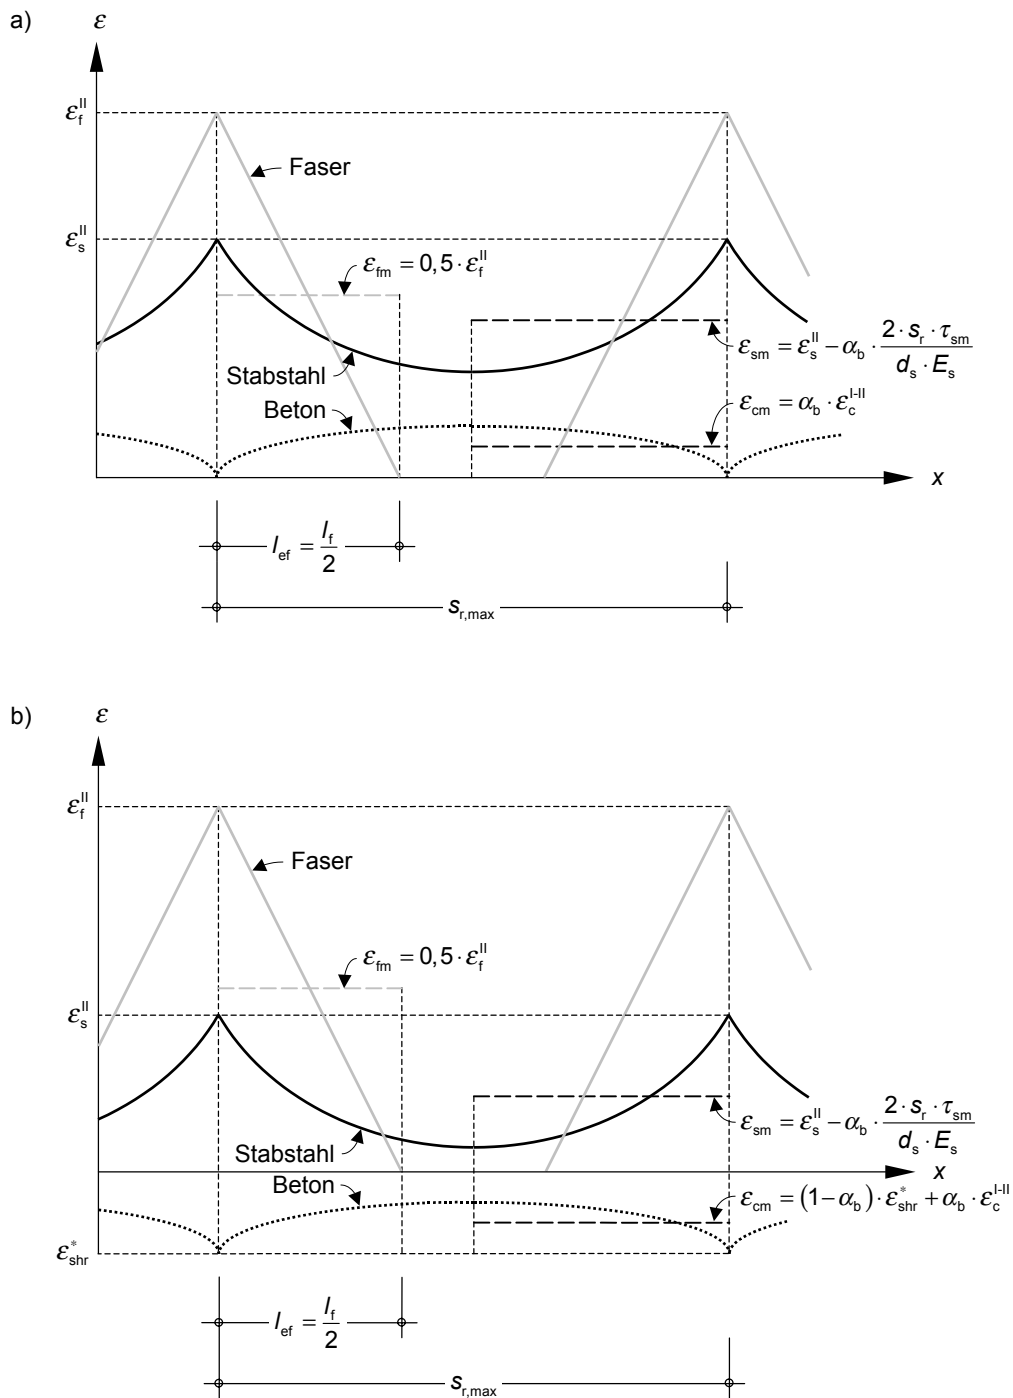 a)
ε
ε_f^II
Faser
ε_s^II
ε_fm = 0,5 · ε_f^II
ε_sm = ε_s^II − α_b · (2 · s_r · τ_sm)/(d_s · E_s)
Stabstahl
Beton
ε_cm = α_b · ε_c^I-II
x
l_ef = l_f/2
s_r,max
b)
ε
ε_f^II
Faser
ε_fm = 0,5 · ε_f^II
ε_s^II
ε_sm = ε_s^II − α_b · (2 · s_r · τ_sm)/(d_s · E_s)
Stabstahl
x
Beton
ε_cm = (1 − α_b) · ε_shr^* + α_b · ε_c^I-II
ε_shr^*
l_ef = l_f/2
s_r,max